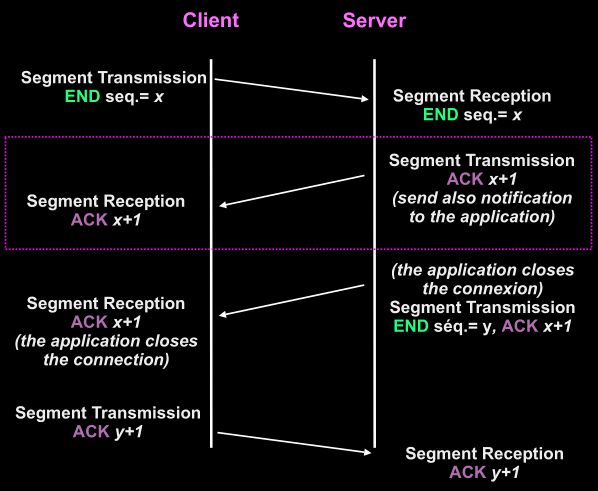 Client
Server
Segment Transmission
END seq.= x
Segment Reception
END seq.= x
Segment Transmission
ACK x+1
(send also notification
to the application)
Segment Reception
ACK x+1
(the application closes
the connexion)
Segment Transmission
END séq.= y, ACK x+1
Segment Reception
ACK x+1
(the application closes
the connection)
Segment Transmission
ACK y+1
Segment Reception
ACK y+1